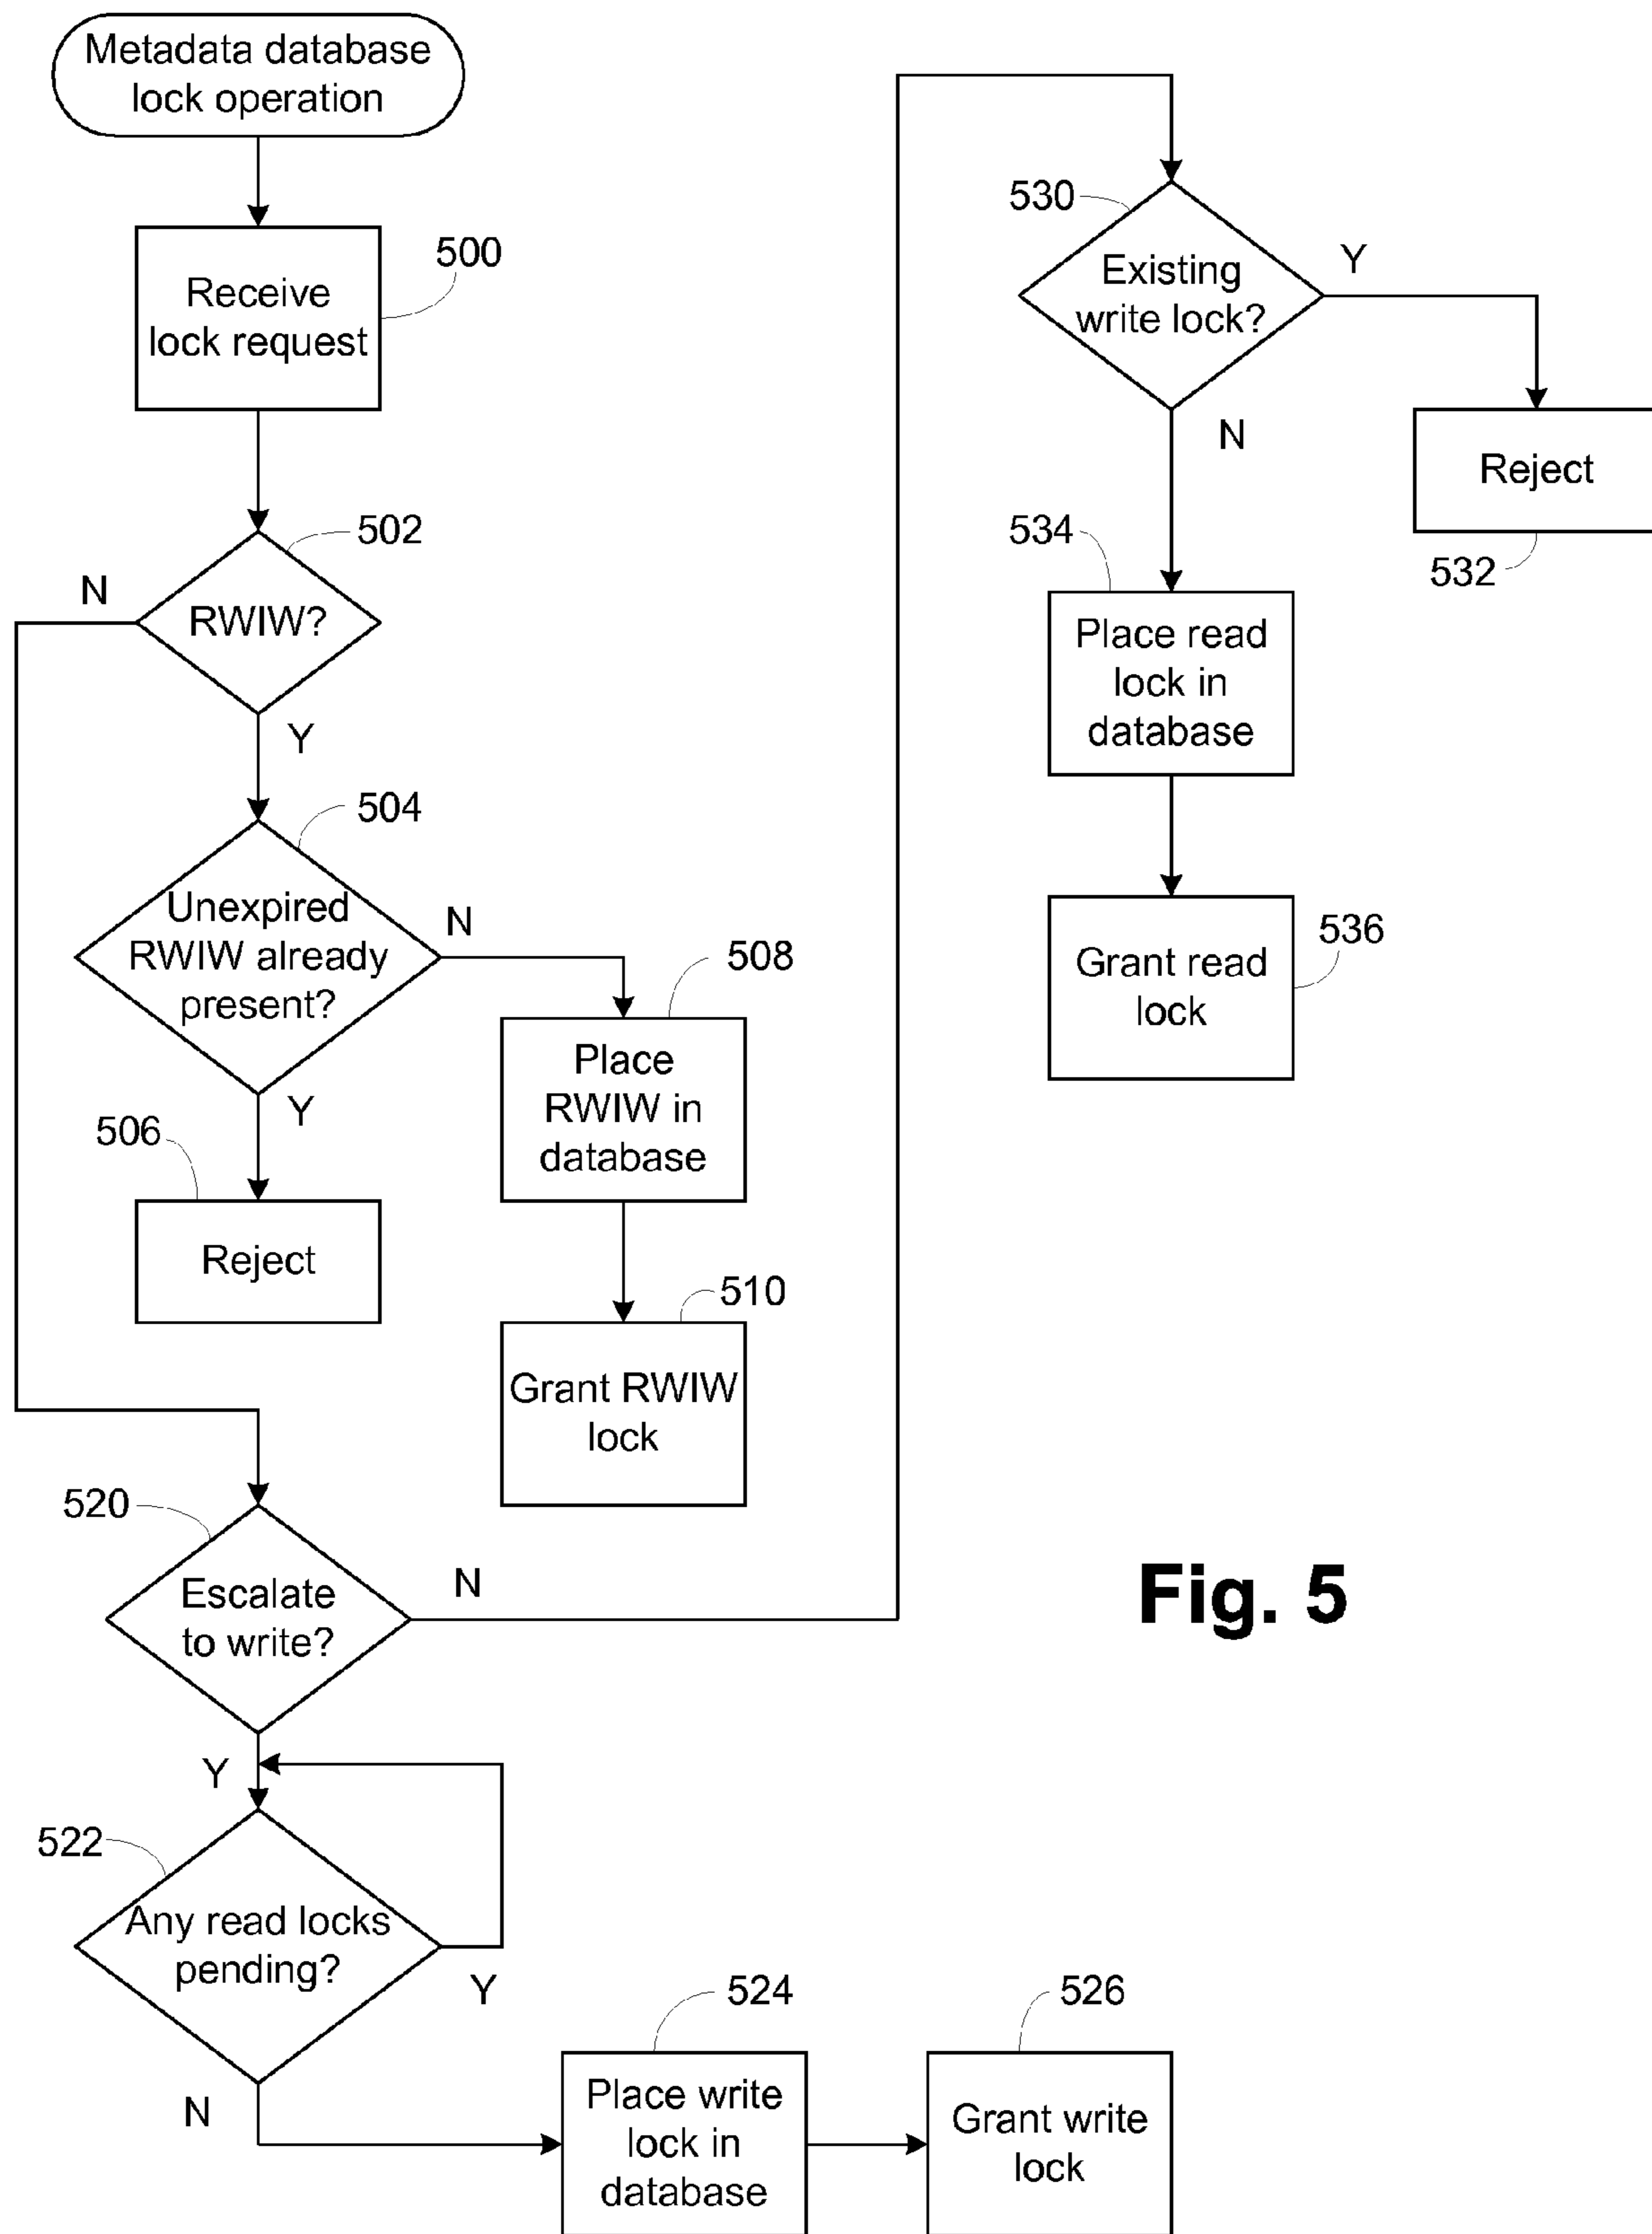 Metadata database
lock operation
Receive
lock request
500
502
N
RWIW?
Y
504
Unexpired
RWIW already
present?
N
Y
506
Reject
508
Place
RWIW in
database
510
Grant RWIW
lock
520
Escalate
to write?
N
Y
522
Any read locks
pending?
Y
N
524
Place write
lock in
database
526
Grant write
lock
530
Existing
write lock?
Y
N
Reject
532
534
Place read
lock in
database
536
Grant read
lock
Fig. 5